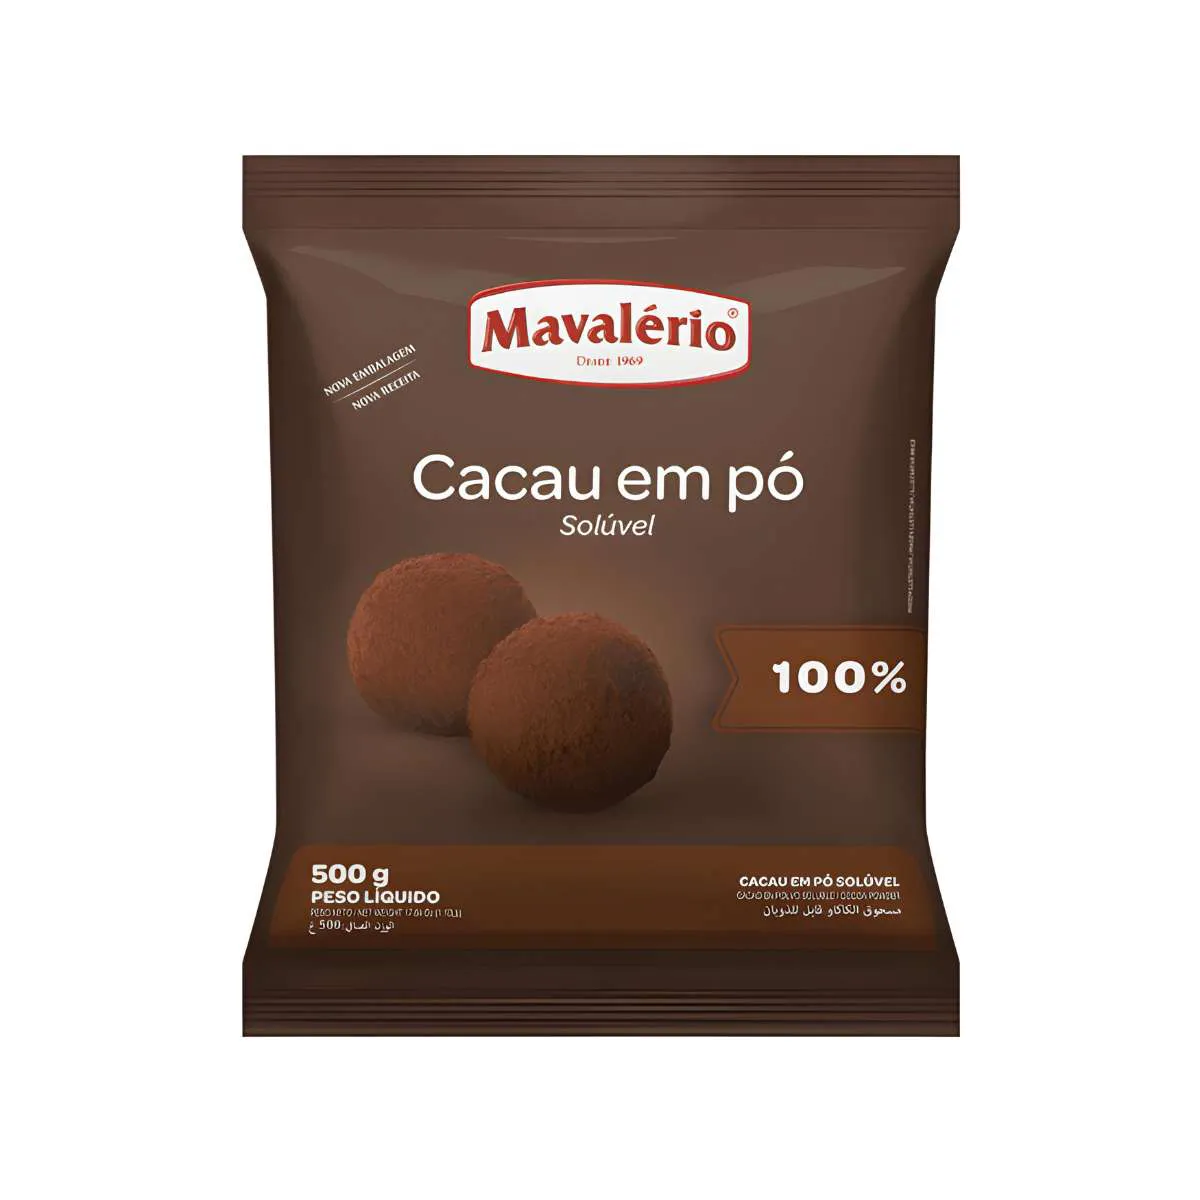 Mavalério®
Desde 1969
NOVA EMBALAGEM
NOVA RECEITA
Cacau em pó
Solúvel
100%
500 g
PESO LÍQUIDO
CACAU EM PÓ SOLÚVEL
مسحوق الكاكاو قابل للذوبان